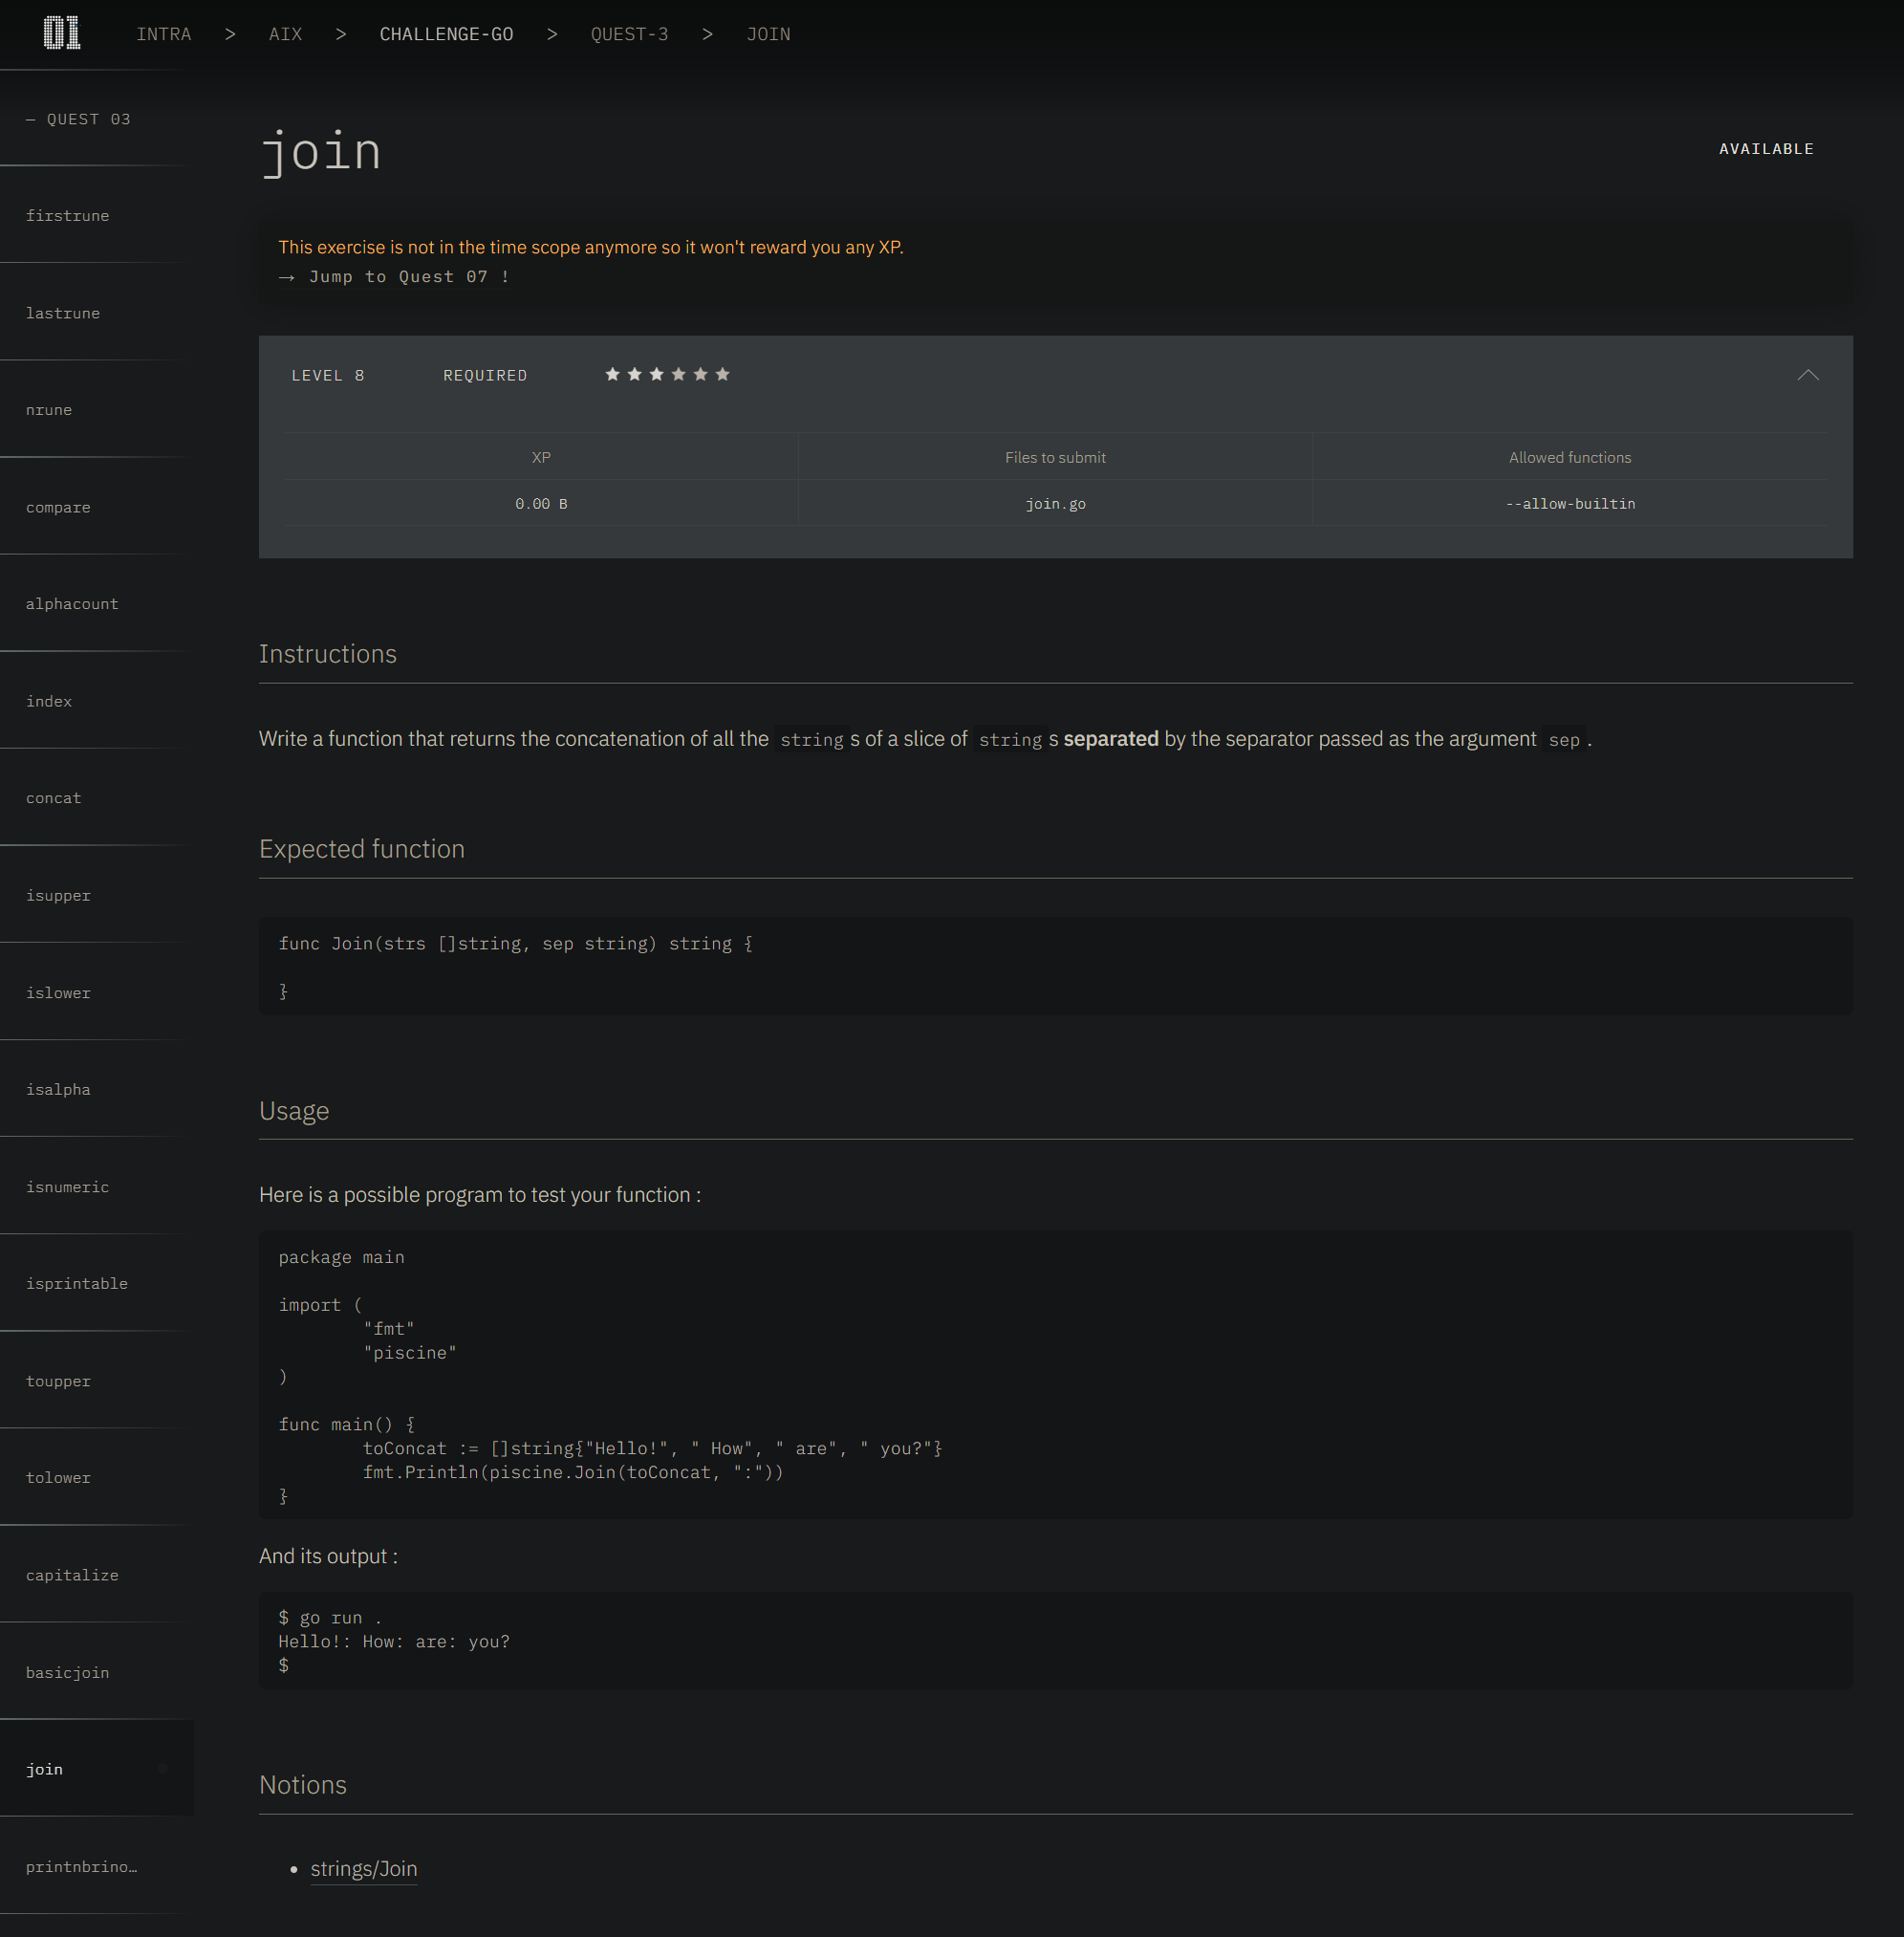 01 INTRA > AIX > CHALLENGE-GO > QUEST-3 > JOIN
— QUEST 03
firstrune
lastrune
nrune
compare
alphacount
index
concat
isupper
islower
isalpha
isnumeric
isprintable
toupper
tolower
capitalize
basicjoin
join
printnbrino…
join
AVAILABLE
This exercise is not in the time scope anymore so it won't reward you any XP.
→ Jump to Quest 07 !
LEVEL 8 REQUIRED
XP Files to submit Allowed functions
0.00 B join.go --allow-builtin
Instructions
Write a function that returns the concatenation of all the string s of a slice of string s separated by the separator passed as the argument sep .
Expected function
func Join(strs []string, sep string) string {
}
Usage
Here is a possible program to test your function :
package main
import (
"fmt"
"piscine"
)
func main() {
toConcat := []string{"Hello!", " How", " are", " you?"}
fmt.Println(piscine.Join(toConcat, ":"))
}
And its output :
$ go run .
Hello!: How: are: you?
$
Notions
• strings/Join